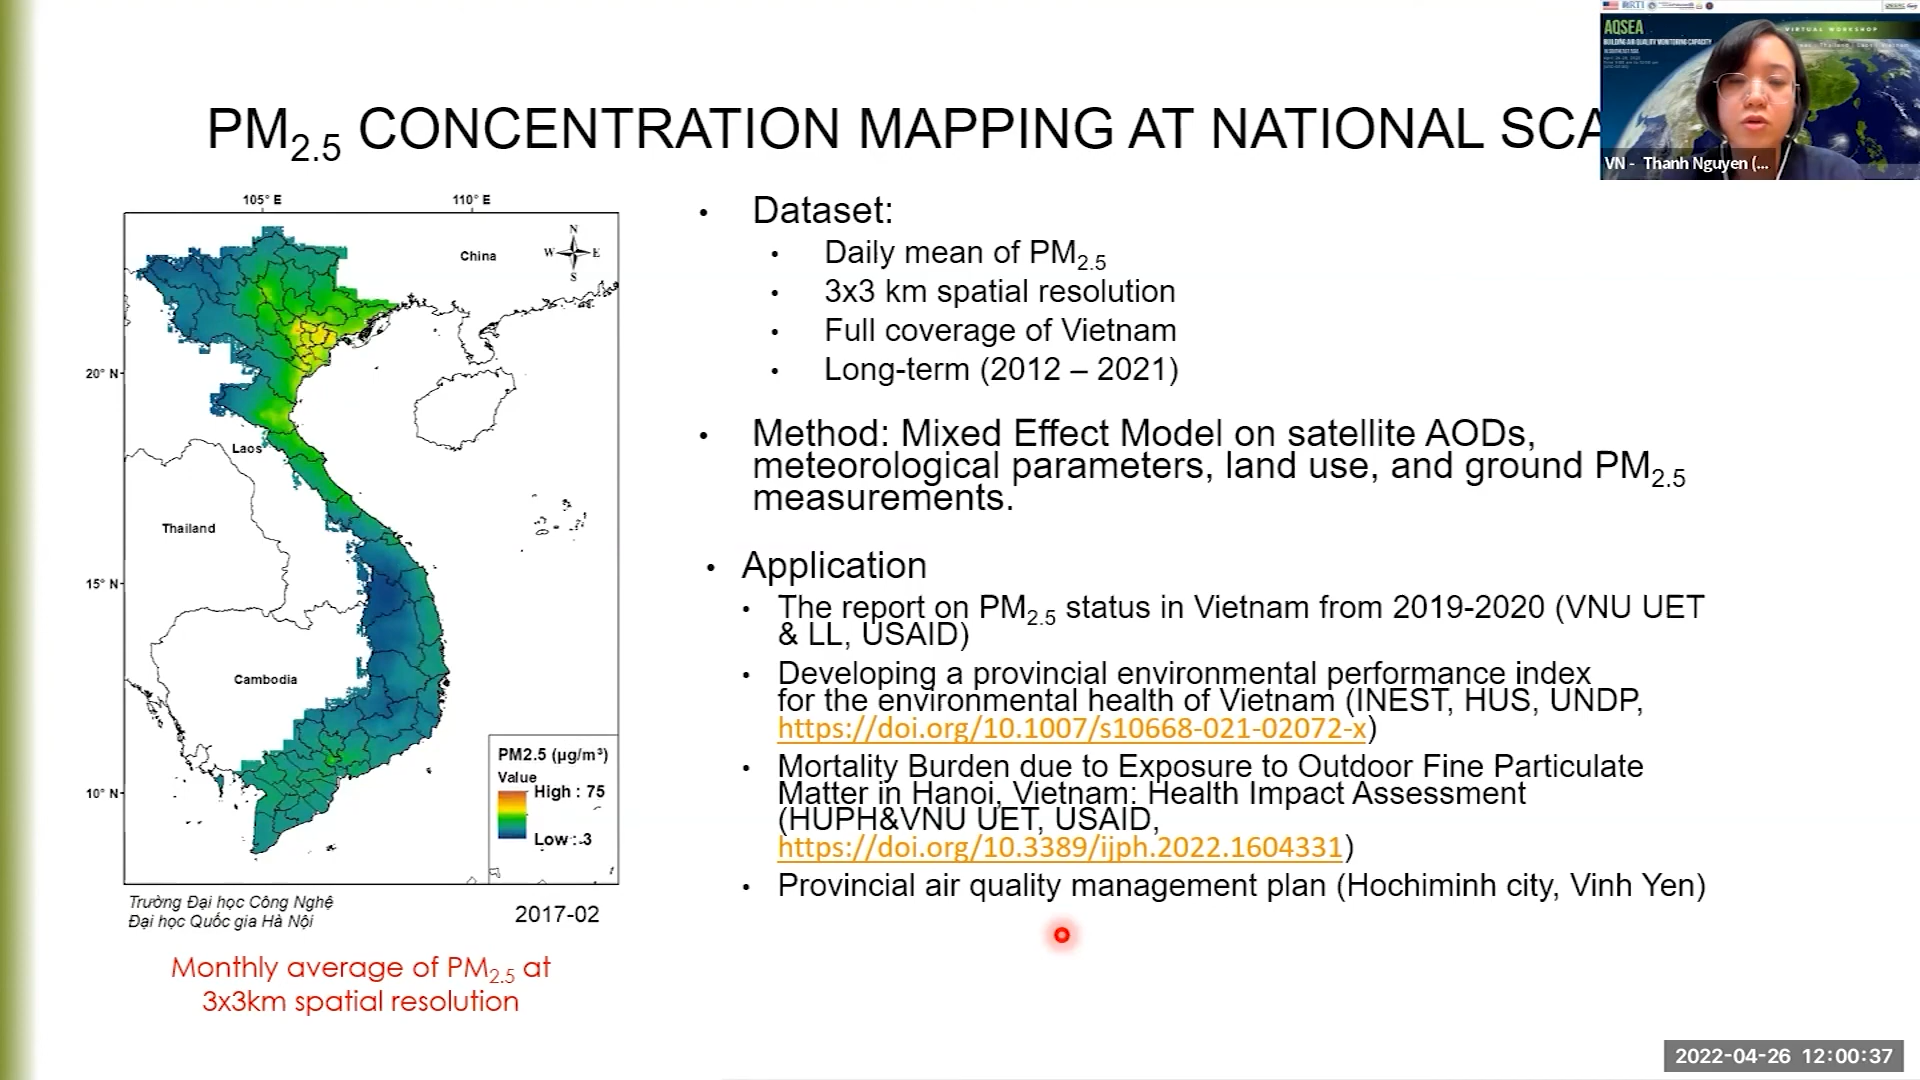 AQSEA
VIRTUAL WORKSHOP
BUILDING AIR QUALITY MONITORING CAPACITY
VN - Thanh Nguyen (...
PM2.5 CONCENTRATION MAPPING AT NATIONAL SCA
105° E
110° E
N
W
E
S
China
20° N
Laos
Thailand
15° N
Cambodia
10° N
PM2.5 (µg/m³)
Value
High : 75
Low : 3
Trường Đại học Công Nghệ
Đại học Quốc gia Hà Nội
2017-02
Monthly average of PM2.5 at
3x3km spatial resolution
• Dataset:
• Daily mean of PM2.5
• 3x3 km spatial resolution
• Full coverage of Vietnam
• Long-term (2012 – 2021)
• Method: Mixed Effect Model on satellite AODs,
meteorological parameters, land use, and ground PM2.5
measurements.
• Application
• The report on PM2.5 status in Vietnam from 2019-2020 (VNU UET
& LL, USAID)
• Developing a provincial environmental performance index
for the environmental health of Vietnam (INEST, HUS, UNDP,
https://doi.org/10.1007/s10668-021-02072-x)
• Mortality Burden due to Exposure to Outdoor Fine Particulate
Matter in Hanoi, Vietnam: Health Impact Assessment
(HUPH&VNU UET, USAID,
https://doi.org/10.3389/ijph.2022.1604331)
• Provincial air quality management plan (Hochiminh city, Vinh Yen)
2022-04-26 12:00:37